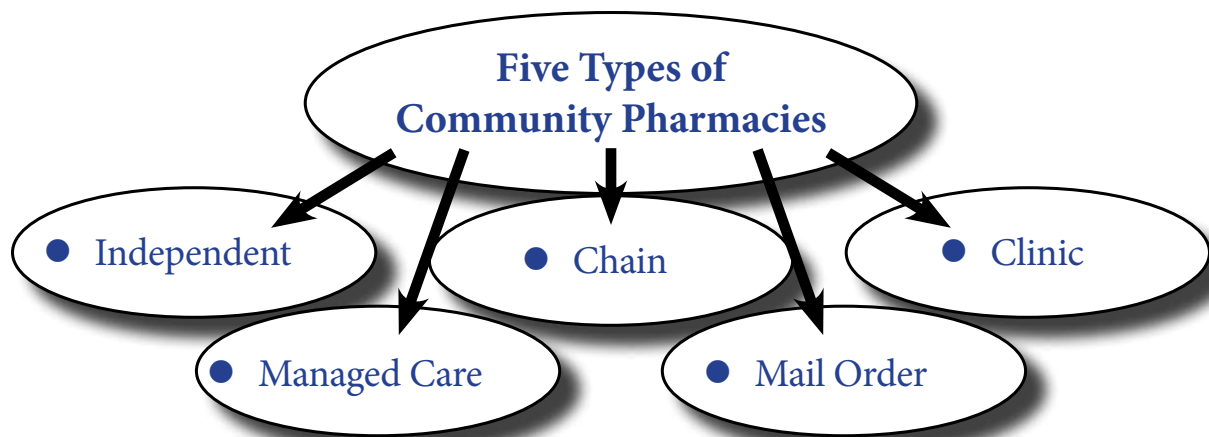 Five Types of
Community Pharmacies
● Independent
● Chain
● Clinic
● Managed Care
● Mail Order